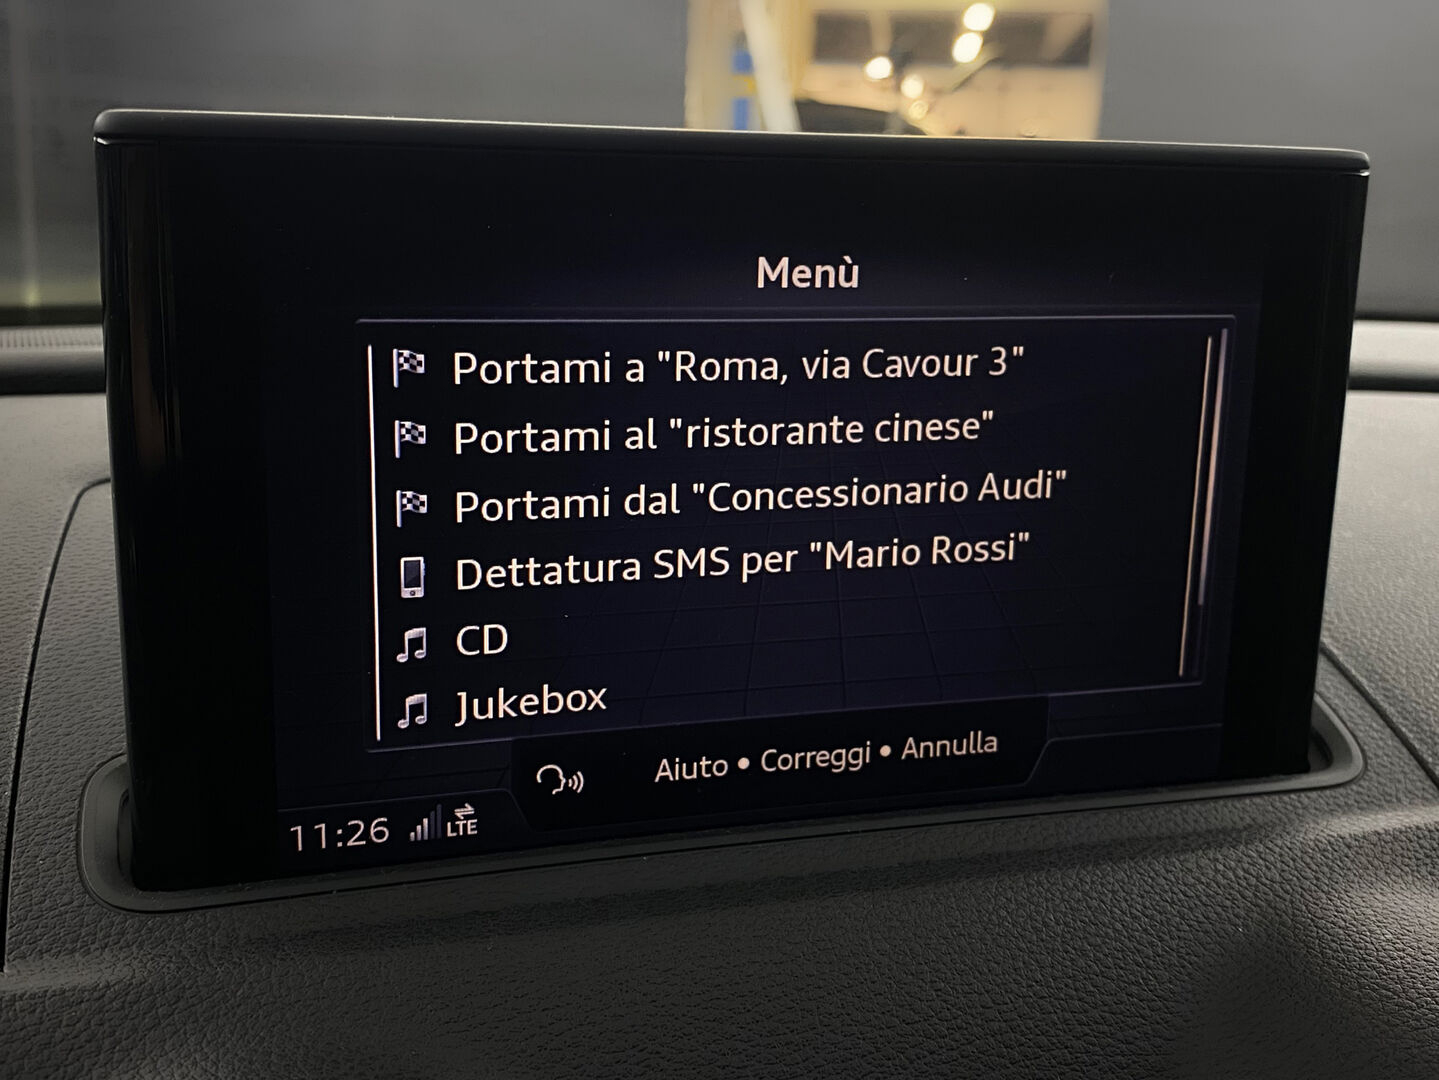 Menù
Portami a "Roma, via Cavour 3"
Portami al "ristorante cinese"
Portami dal "Concessionario Audi"
Dettatura SMS per "Mario Rossi"
CD
Jukebox
Aiuto • Correggi • Annulla
11:26 LTE